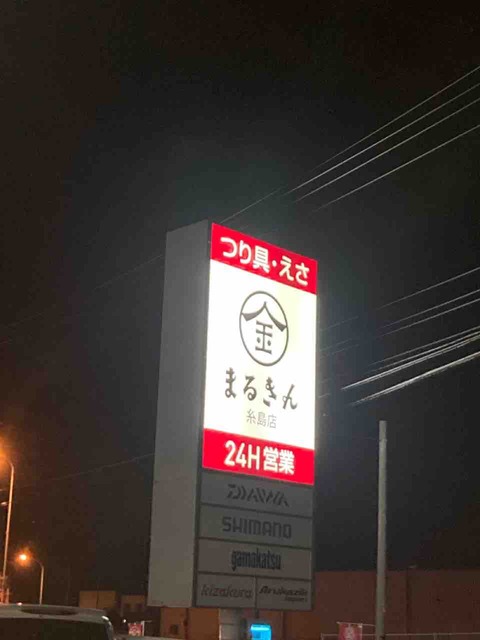 つり具・えさ
金
まるきん
糸島店
24H営業
DAIWA
SHIMANO
gamakatsu
kizakura